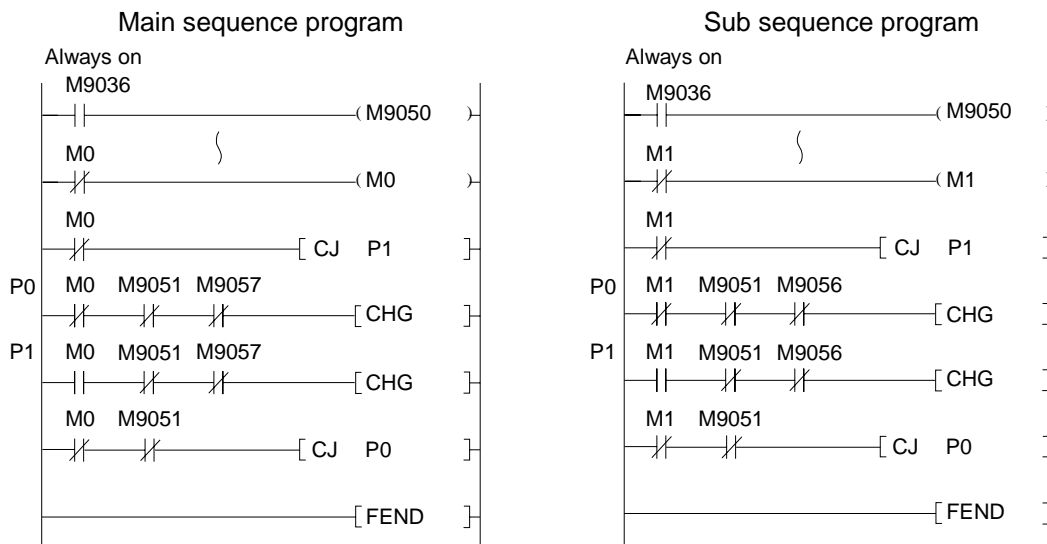 Main sequence program
Always on
M9036
M9050
M0
M0
M0
CJ P1
P0 M0 M9051 M9057
CHG
P1 M0 M9051 M9057
CHG
M0 M9051
CJ P0
FEND
Sub sequence program
Always on
M9036
M9050
M1
M1
M1
CJ P1
P0 M1 M9051 M9056
CHG
P1 M1 M9051 M9056
CHG
M1 M9051
CJ P0
FEND